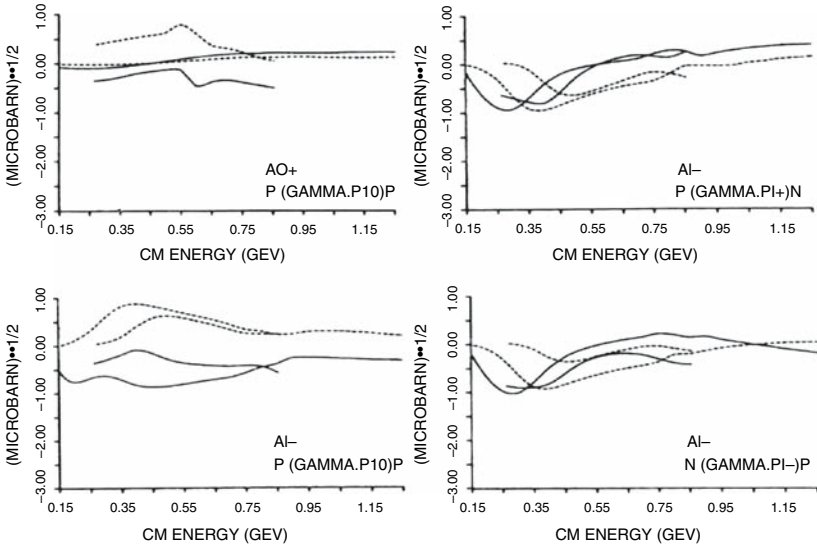 (MICROBARN)••1/2
1.00
0.00
−1.00
−2.00
−3.00
AO+
P (GAMMA.P10)P
0.15 0.35 0.55 0.75 0.95 1.15
CM ENERGY (GEV)
(MICROBARN)••1/2
1.00
0.00
−1.00
−2.00
−3.00
AI−
P (GAMMA.PI+)N
0.15 0.35 0.55 0.75 0.95 1.15
CM ENERGY (GEV)
(MICROBARN)••1/2
1.00
0.00
−1.00
−2.00
−3.00
AI−
P (GAMMA.P10)P
0.15 0.35 0.55 0.75 0.95 1.15
CM ENERGY (GEV)
(MICROBARN)••1/2
1.00
0.00
−1.00
−2.00
−3.00
AI−
N (GAMMA.PI−)P
0.15 0.35 0.55 0.75 0.95 1.15
CM ENERGY (GEV)